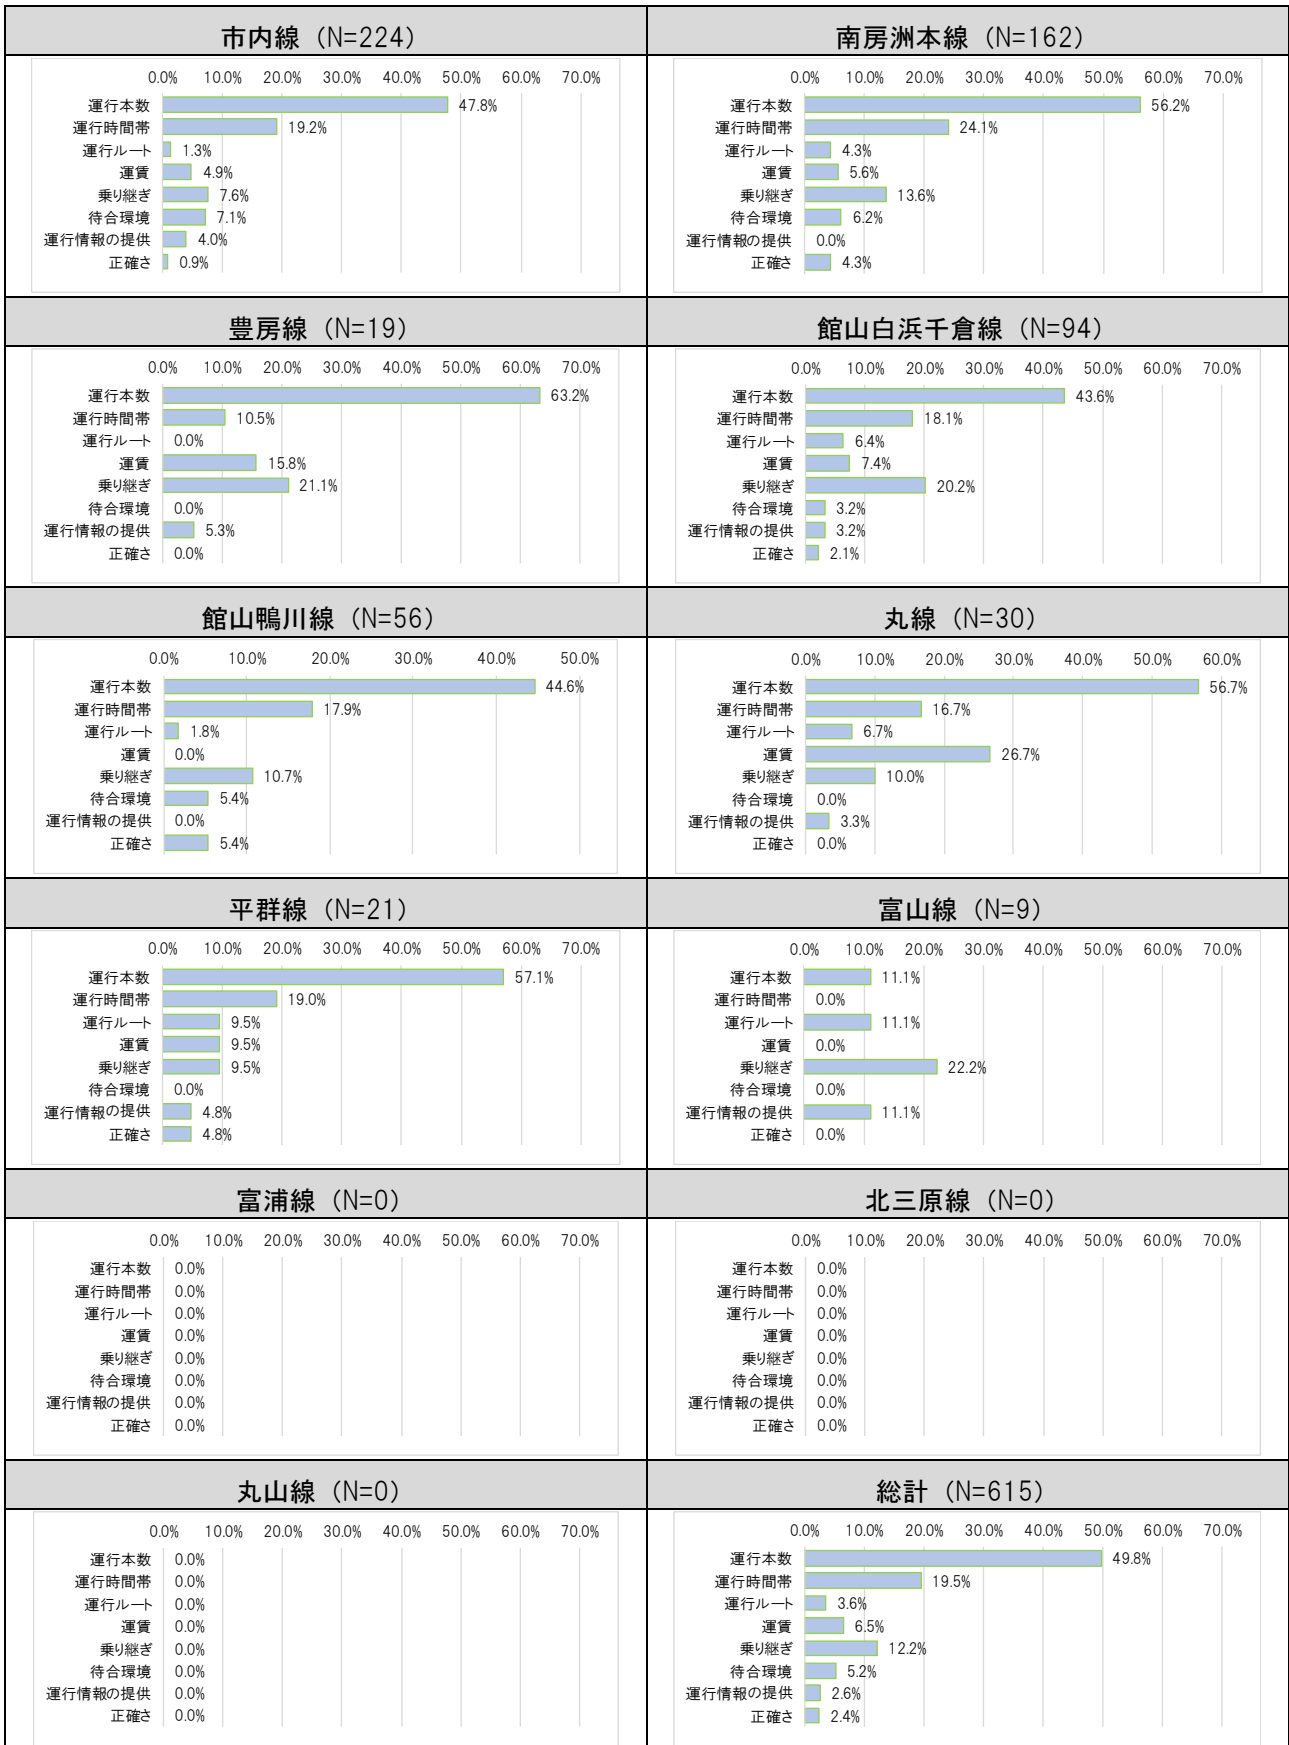 市内線（N=224）
0.0% 10.0% 20.0% 30.0% 40.0% 50.0% 60.0% 70.0%
運行本数 47.8%
運行時間帯 19.2%
運行ルート 1.3%
運賃 4.9%
乗り継ぎ 7.6%
待合環境 7.1%
運行情報の提供 4.0%
正確さ 0.9%
南房洲本線（N=162）
0.0% 10.0% 20.0% 30.0% 40.0% 50.0% 60.0% 70.0%
運行本数 56.2%
運行時間帯 24.1%
運行ルート 4.3%
運賃 5.6%
乗り継ぎ 13.6%
待合環境 6.2%
運行情報の提供 0.0%
正確さ 4.3%
豊房線（N=19）
0.0% 10.0% 20.0% 30.0% 40.0% 50.0% 60.0% 70.0%
運行本数 63.2%
運行時間帯 10.5%
運行ルート 0.0%
運賃 15.8%
乗り継ぎ 21.1%
待合環境 0.0%
運行情報の提供 5.3%
正確さ 0.0%
館山白浜千倉線（N=94）
0.0% 10.0% 20.0% 30.0% 40.0% 50.0% 60.0% 70.0%
運行本数 43.6%
運行時間帯 18.1%
運行ルート 6.4%
運賃 7.4%
乗り継ぎ 20.2%
待合環境 3.2%
運行情報の提供 3.2%
正確さ 2.1%
館山鴨川線（N=56）
0.0% 10.0% 20.0% 30.0% 40.0% 50.0%
運行本数 44.6%
運行時間帯 17.9%
運行ルート 1.8%
運賃 0.0%
乗り継ぎ 10.7%
待合環境 5.4%
運行情報の提供 0.0%
正確さ 5.4%
丸線（N=30）
0.0% 10.0% 20.0% 30.0% 40.0% 50.0% 60.0%
運行本数 56.7%
運行時間帯 16.7%
運行ルート 6.7%
運賃 26.7%
乗り継ぎ 10.0%
待合環境 0.0%
運行情報の提供 3.3%
正確さ 0.0%
平群線（N=21）
0.0% 10.0% 20.0% 30.0% 40.0% 50.0% 60.0% 70.0%
運行本数 57.1%
運行時間帯 19.0%
運行ルート 9.5%
運賃 9.5%
乗り継ぎ 9.5%
待合環境 0.0%
運行情報の提供 4.8%
正確さ 4.8%
富山線（N=9）
0.0% 10.0% 20.0% 30.0% 40.0% 50.0% 60.0% 70.0%
運行本数 11.1%
運行時間帯 0.0%
運行ルート 11.1%
運賃 0.0%
乗り継ぎ 22.2%
待合環境 0.0%
運行情報の提供 11.1%
正確さ 0.0%
富浦線（N=0）
0.0% 10.0% 20.0% 30.0% 40.0% 50.0% 60.0% 70.0%
運行本数 0.0%
運行時間帯 0.0%
運行ルート 0.0%
運賃 0.0%
乗り継ぎ 0.0%
待合環境 0.0%
運行情報の提供 0.0%
正確さ 0.0%
北三原線（N=0）
0.0% 10.0% 20.0% 30.0% 40.0% 50.0% 60.0% 70.0%
運行本数 0.0%
運行時間帯 0.0%
運行ルート 0.0%
運賃 0.0%
乗り継ぎ 0.0%
待合環境 0.0%
運行情報の提供 0.0%
正確さ 0.0%
丸山線（N=0）
0.0% 10.0% 20.0% 30.0% 40.0% 50.0% 60.0% 70.0%
運行本数 0.0%
運行時間帯 0.0%
運行ルート 0.0%
運賃 0.0%
乗り継ぎ 0.0%
待合環境 0.0%
運行情報の提供 0.0%
正確さ 0.0%
総計（N=615）
0.0% 10.0% 20.0% 30.0% 40.0% 50.0% 60.0% 70.0%
運行本数 49.8%
運行時間帯 19.5%
運行ルート 3.6%
運賃 6.5%
乗り継ぎ 12.2%
待合環境 5.2%
運行情報の提供 2.6%
正確さ 2.4%